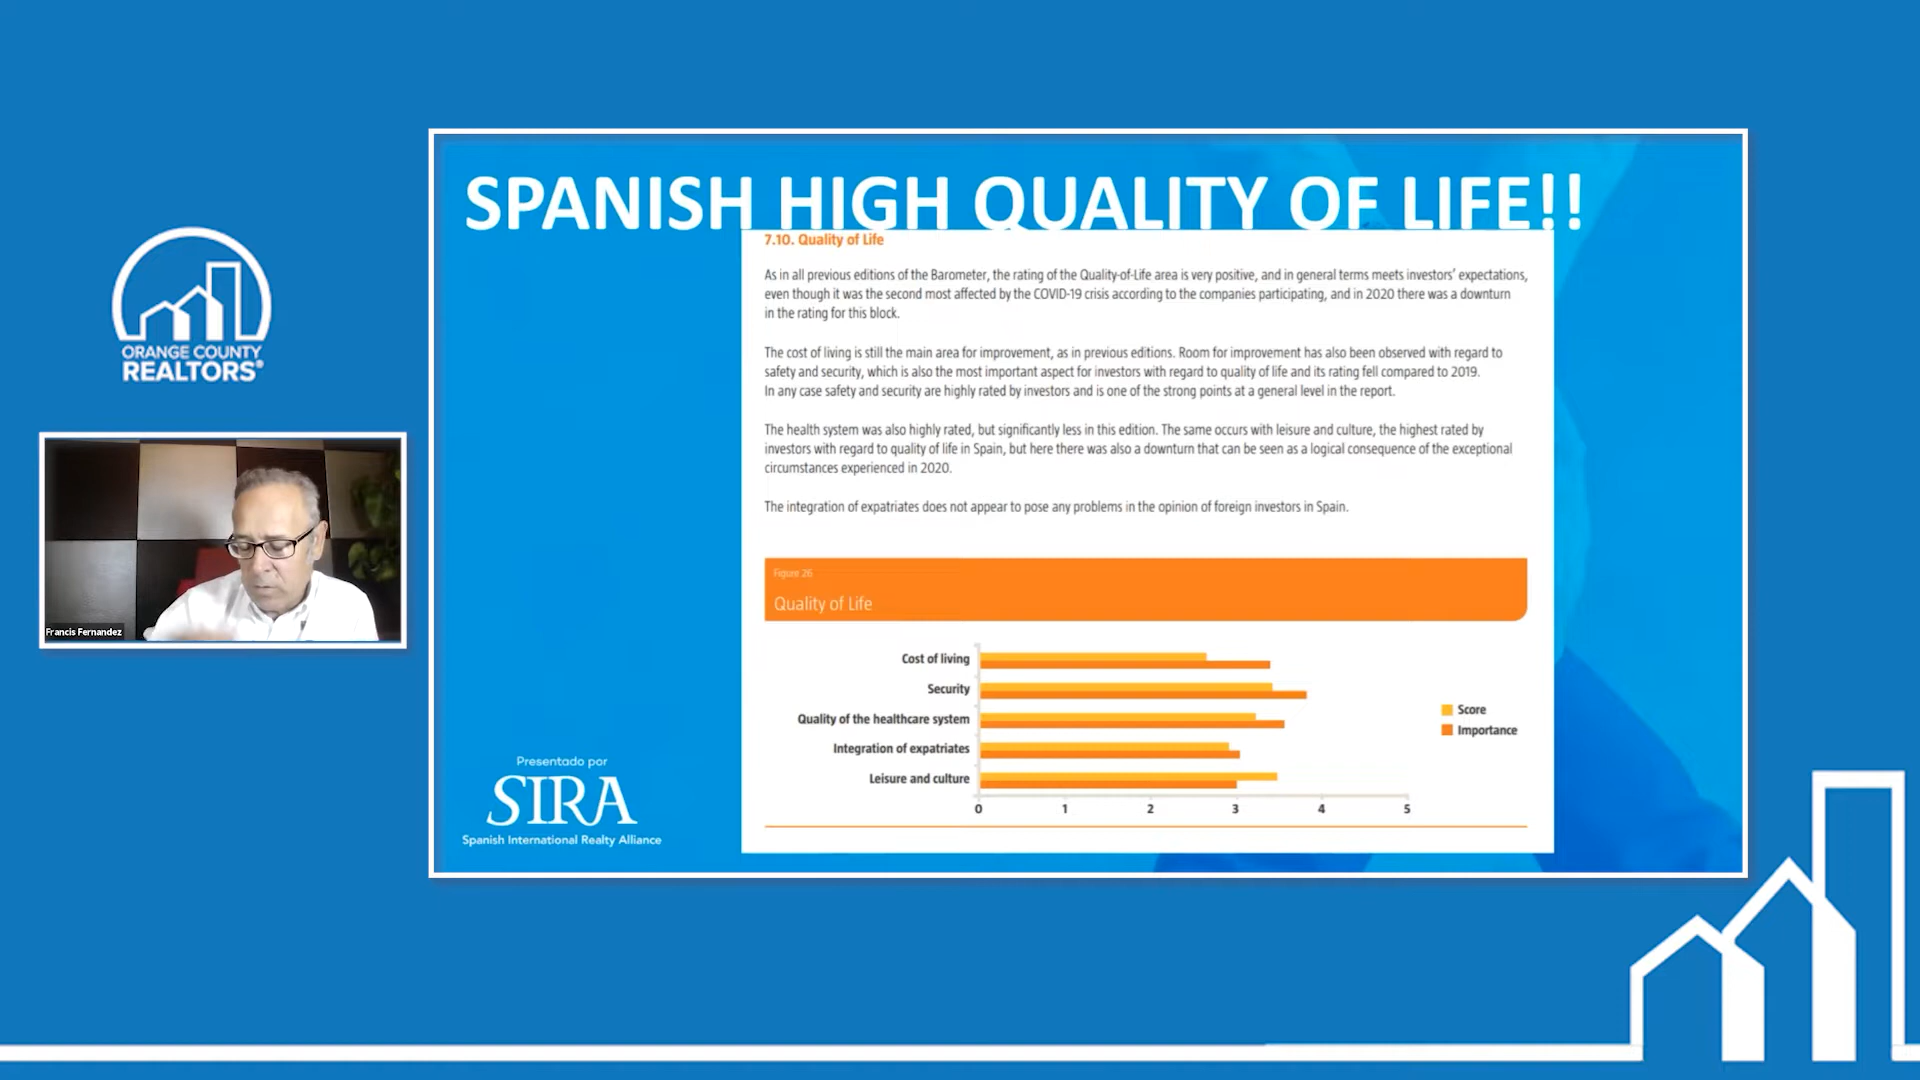 ORANGE COUNTY
REALTORS®
Francis Fernandez
SPANISH HIGH QUALITY OF LIFE!!
7.10. Quality of Life
As in all previous editions of the Barometer, the rating of the Quality-of-Life area is very positive, and in general terms meets investors' expectations,
even though it was the second most affected by the COVID-19 crisis according to the companies participating, and in 2020 there was a downturn
in the rating for this block.
The cost of living is still the main area for improvement, as in previous editions. Room for improvement has also been observed with regard to
safety and security, which is also the most important aspect for investors with regard to quality of life and its rating fell compared to 2019.
In any case safety and security are highly rated by investors and is one of the strong points at a general level in the report.
The health system was also highly rated, but significantly less in this edition. The same occurs with leisure and culture, the highest rated by
investors with regard to quality of life in Spain, but here there was also a downturn that can be seen as a logical consequence of the exceptional
circumstances experienced in 2020.
The integration of expatriates does not appear to pose any problems in the opinion of foreign investors in Spain.
Figure 26
Quality of Life
Cost of living
Security
Quality of the healthcare system
Integration of expatriates
Leisure and culture
0 1 2 3 4 5
Score
Importance
Presentado por
SIRA
Spanish International Realty Alliance